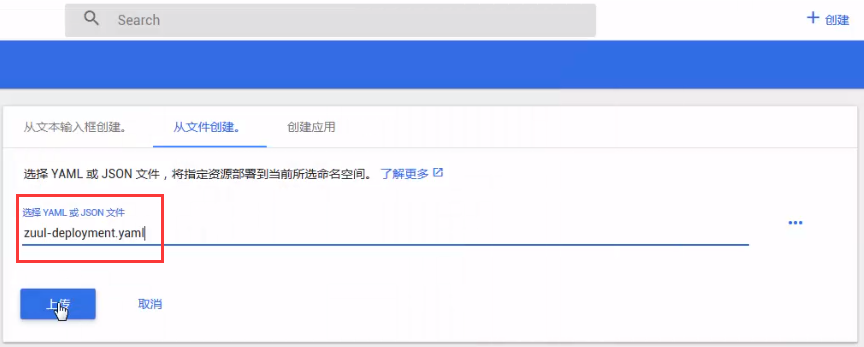 Search
创建
从文本输入框创建。 从文件创建。 创建应用
选择 YAML 或 JSON 文件，将指定资源部署到当前所选命名空间。 了解更多
选择 YAML 或 JSON 文件
zuul-deployment.yaml
上传 取消